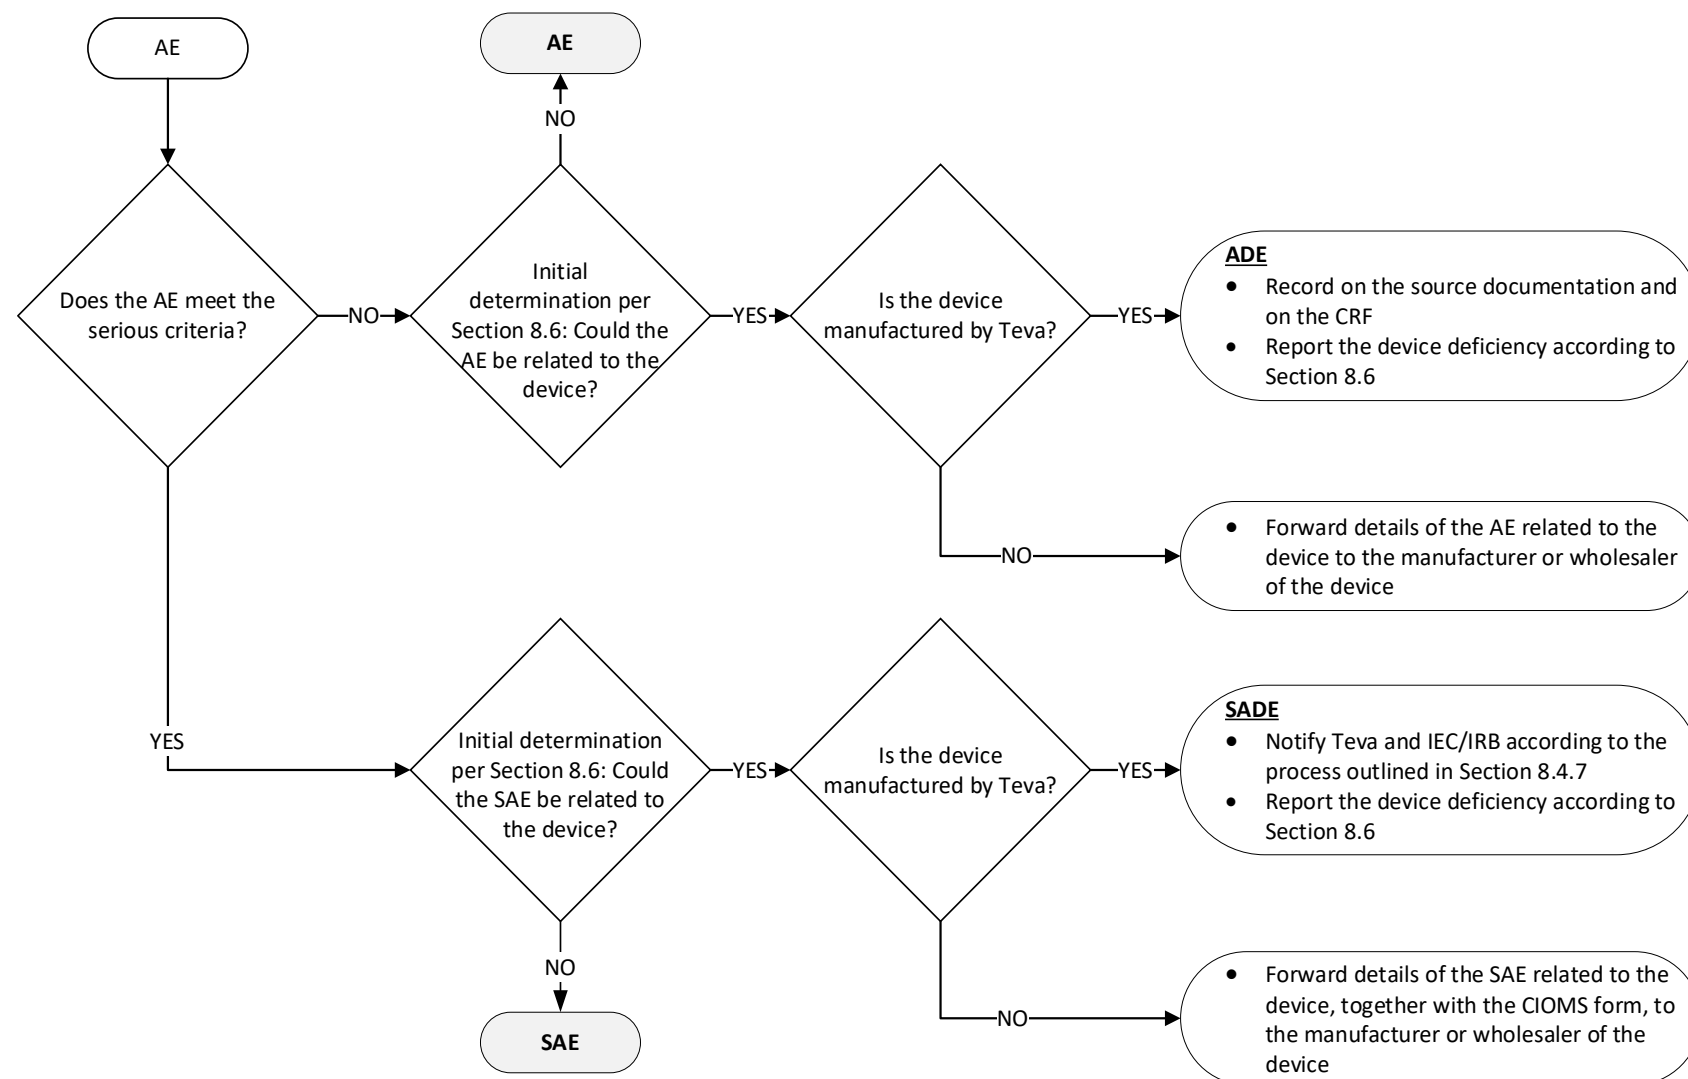 AE
AE
NO
Does the AE meet the
serious criteria?
NO
Initial
determination per
Section 8.6: Could the
AE be related to the
device?
YES
Is the device
manufactured by Teva?
YES
ADE
● Record on the source documentation and
on the CRF
● Report the device deficiency according to
Section 8.6
NO
● Forward details of the AE related to the
device to the manufacturer or wholesaler
of the device
YES
Initial determination
per Section 8.6: Could
the SAE be related to
the device?
YES
Is the device
manufactured by Teva?
YES
SADE
● Notify Teva and IEC/IRB according to the
process outlined in Section 8.4.7
● Report the device deficiency according to
Section 8.6
NO
SAE
NO
● Forward details of the SAE related to the
device, together with the CIOMS form, to
the manufacturer or wholesaler of the
device